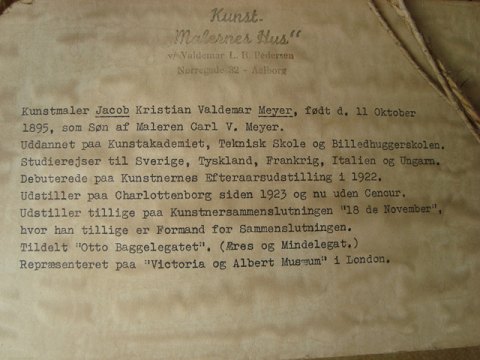 Kunst-
"Malernes Hus"
v/ Valdemar L. B. Pedersen
Nørregade 32 - Aalborg
Kunstmaler Jacob Kristian Valdemar Meyer, født d. 11 Oktober
1895, som Søn af Maleren Carl V. Meyer.
Uddannet paa Kunstakademiet, Teknisk Skole og Billedhuggerskolen.
Studierejser til Sverige, Tyskland, Frankrig, Italien og Ungarn.
Debuterede paa Kunstnernes Efteraarsudstilling i 1922.
Udstiller paa Charlottenborg siden 1923 og nu uden Cencur.
Udstiller tillige paa Kunstnersammenslutningen "18 de November",
hvor han tillige er Formand for Sammenslutningen.
Tildelt "Otto Baggelegatet". (Æres og Mindelegat.)
Repræsenteret paa "Victoria og Albert Museum" i London.